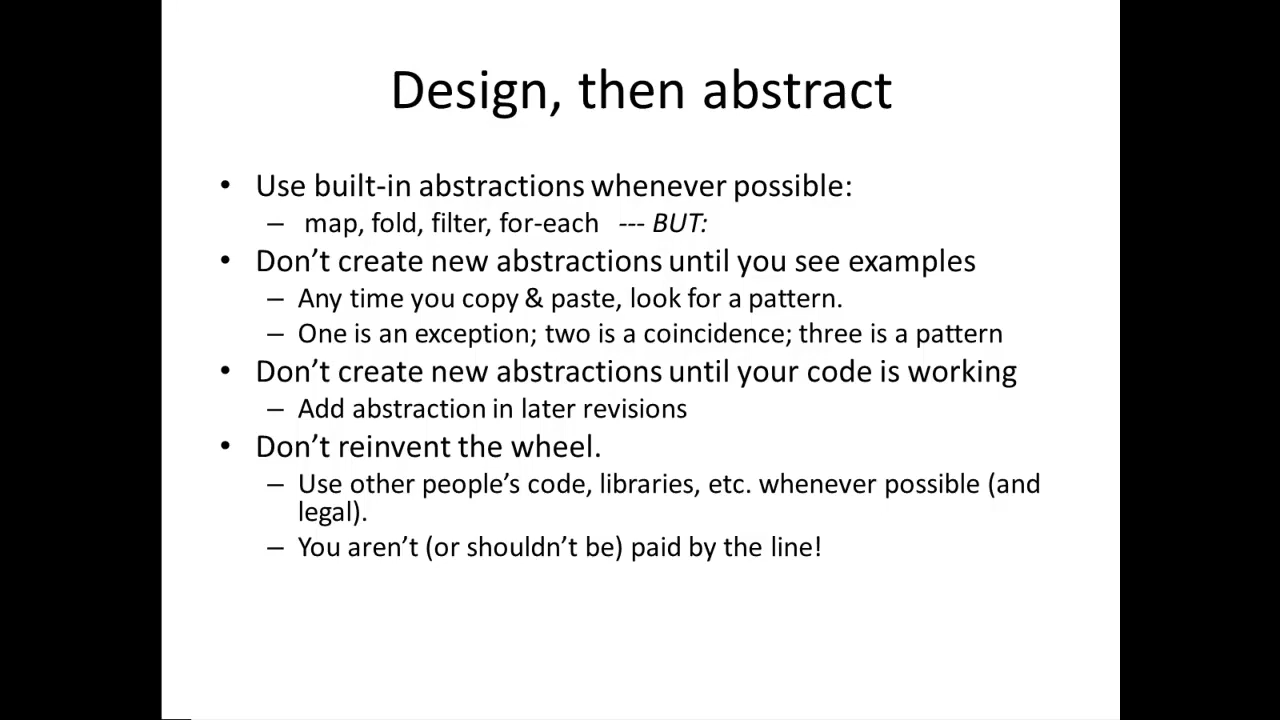 Design, then abstract
• Use built-in abstractions whenever possible:
– map, fold, filter, for-each --- BUT:
• Don’t create new abstractions until you see examples
– Any time you copy & paste, look for a pattern.
– One is an exception; two is a coincidence; three is a pattern
• Don’t create new abstractions until your code is working
– Add abstraction in later revisions
• Don’t reinvent the wheel.
– Use other people’s code, libraries, etc. whenever possible (and
legal).
– You aren’t (or shouldn’t be) paid by the line!